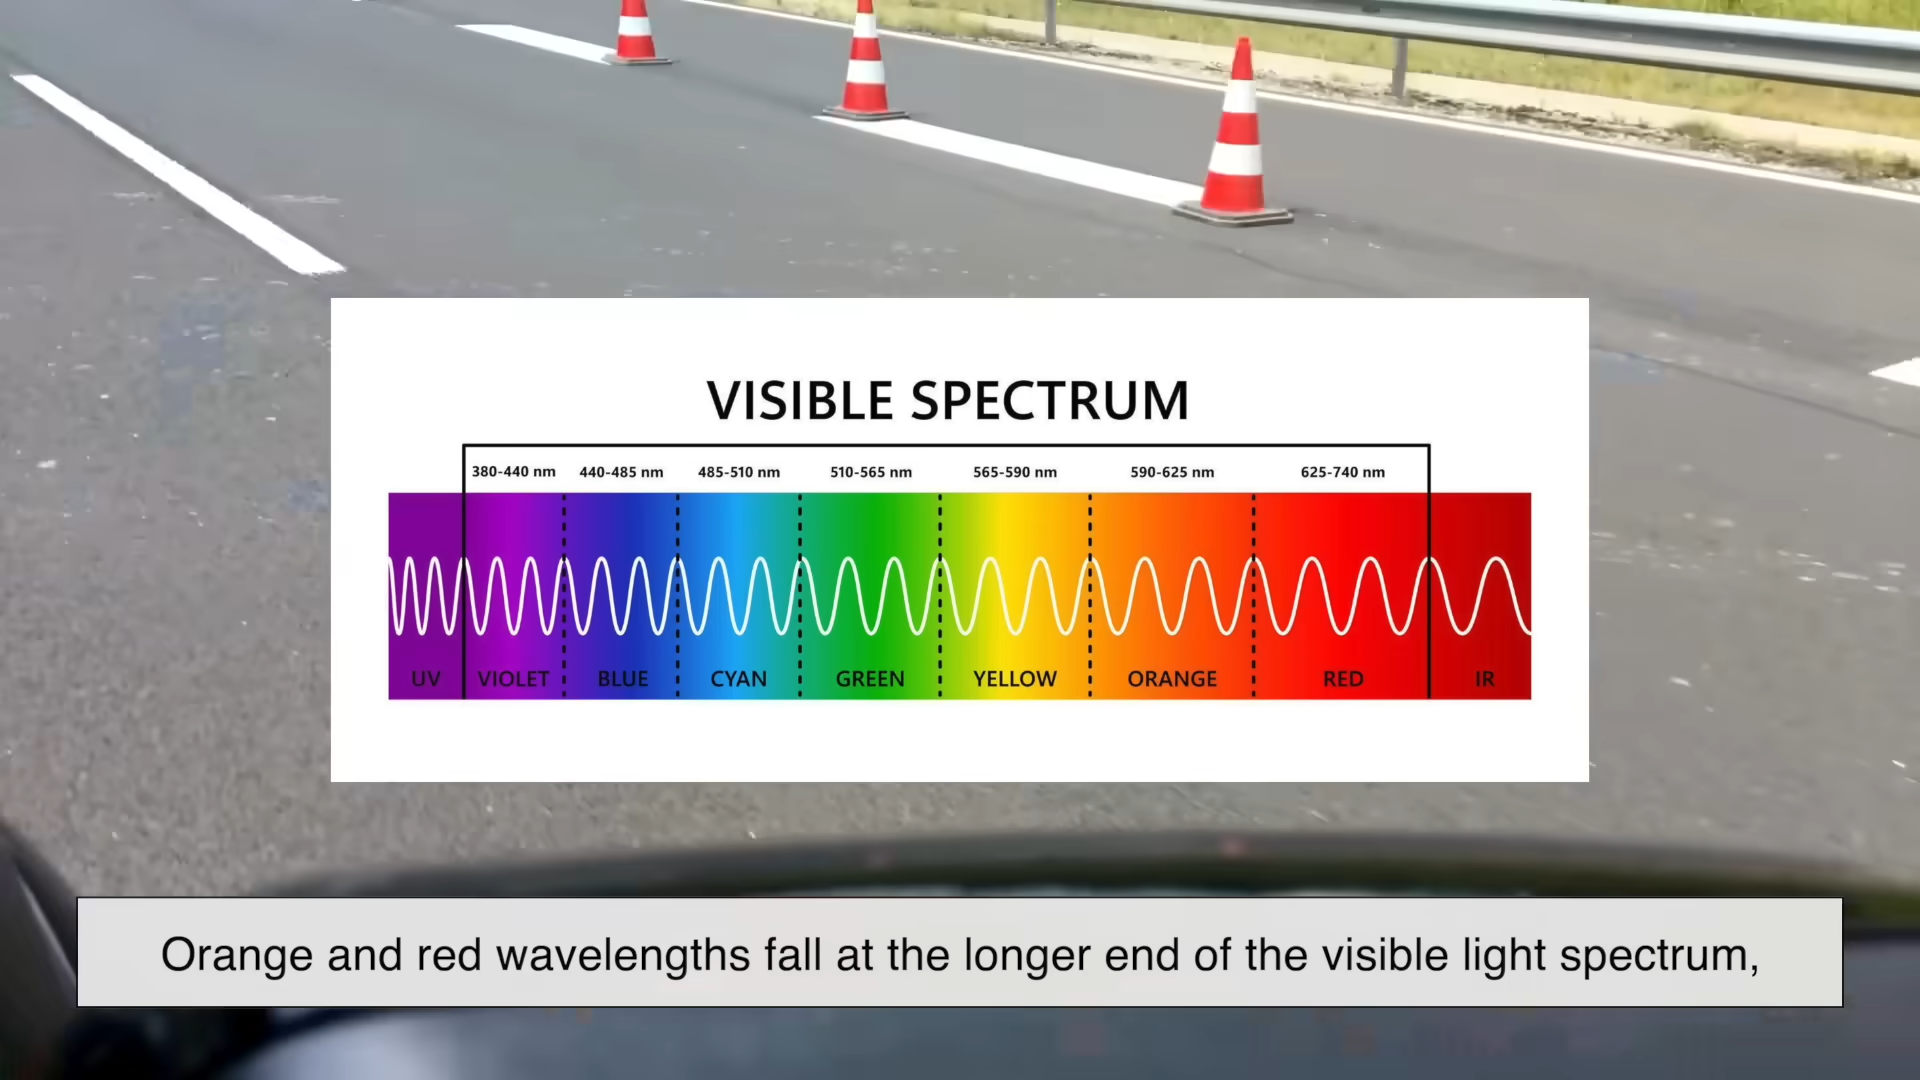 VISIBLE SPECTRUM
380-440 nm 440-485 nm 485-510 nm 510-565 nm 565-590 nm 590-625 nm 625-740 nm
UV VIOLET BLUE CYAN GREEN YELLOW ORANGE RED IR
Orange and red wavelengths fall at the longer end of the visible light spectrum,